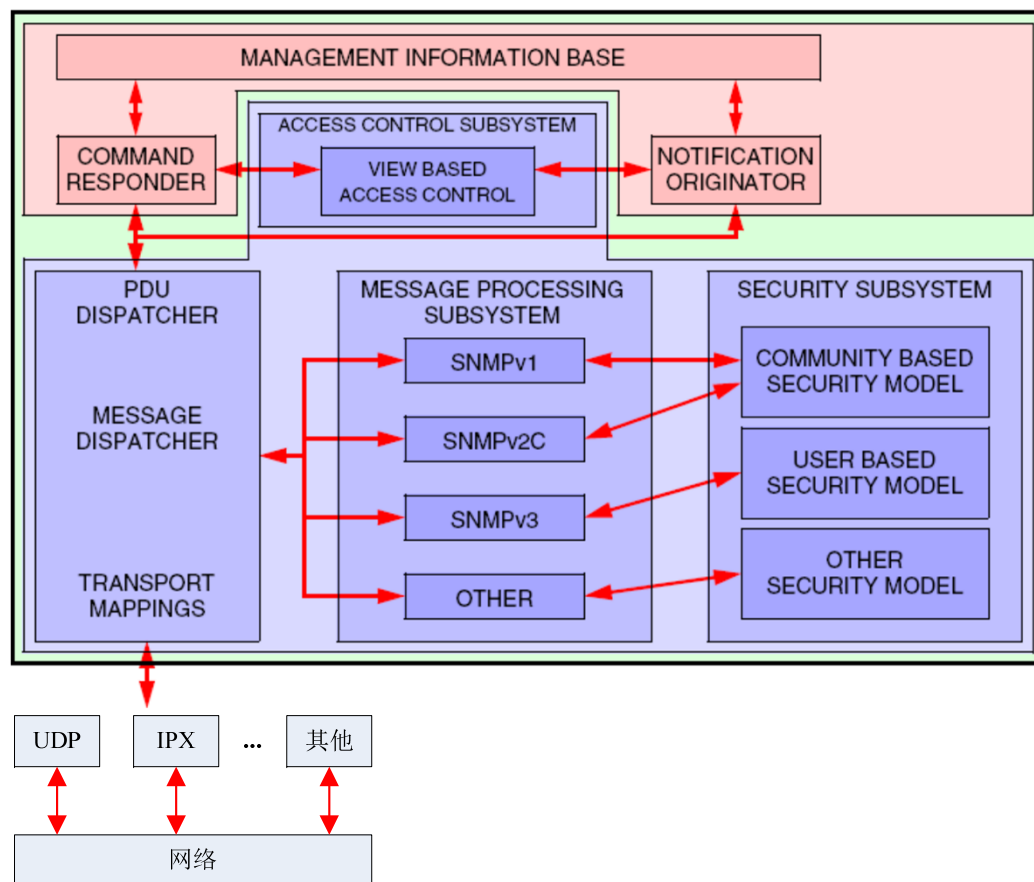 MANAGEMENT INFORMATION BASE
COMMAND
RESPONDER
ACCESS CONTROL SUBSYSTEM
VIEW BASED
ACCESS CONTROL
NOTIFICATION
ORIGINATOR
PDU
DISPATCHER
MESSAGE
DISPATCHER
TRANSPORT
MAPPINGS
MESSAGE PROCESSING
SUBSYSTEM
SNMPv1
SNMPv2C
SNMPv3
OTHER
SECURITY SUBSYSTEM
COMMUNITY BASED
SECURITY MODEL
USER BASED
SECURITY MODEL
OTHER
SECURITY MODEL
UDP
IPX
...
其他
网络